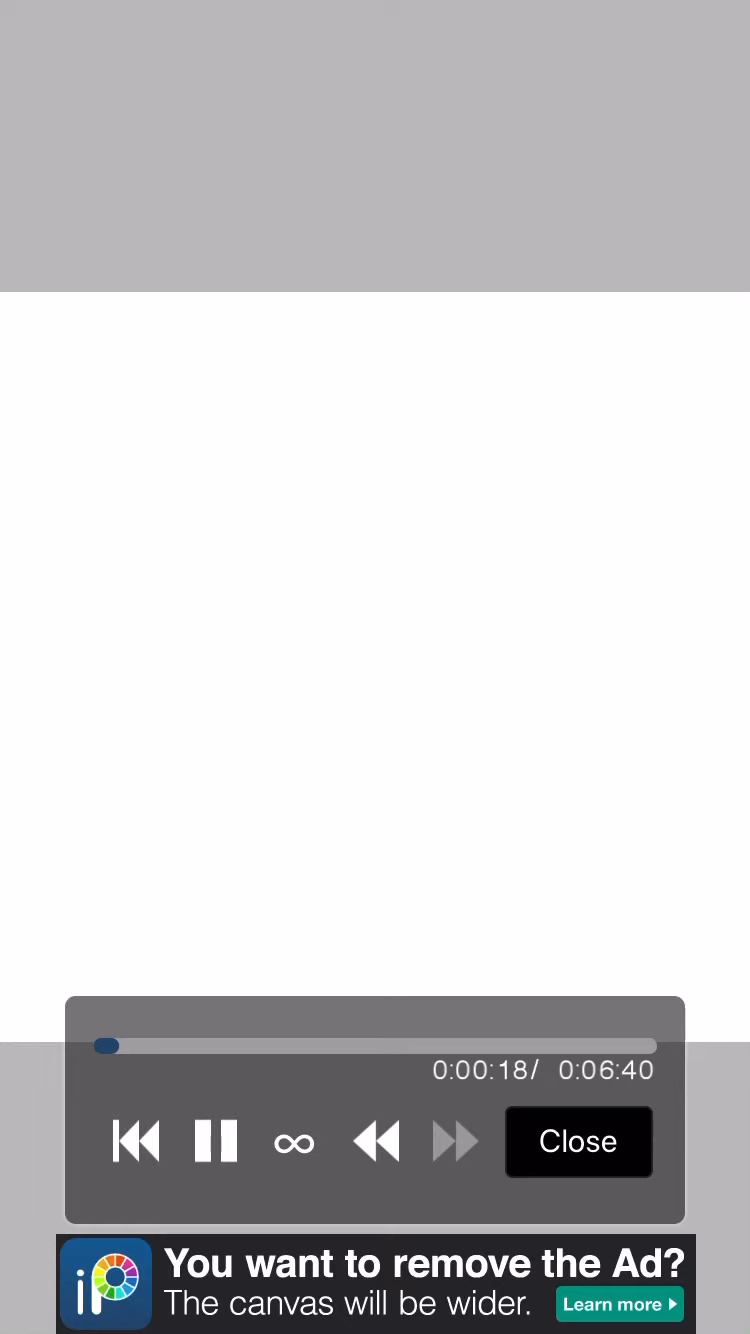 0:00:18/ 0:06:40
∞
Close
iP
You want to remove the Ad?
The canvas will be wider.
Learn more